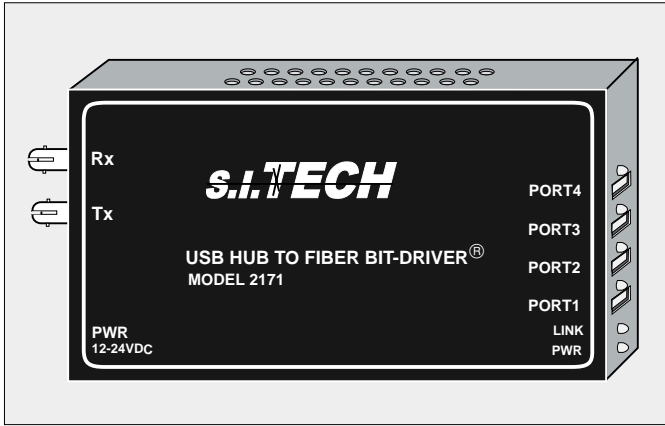 Rx
S.I.TECH
PORT4
Tx
PORT3
USB HUB TO FIBER BIT-DRIVER®
PORT2
MODEL 2171
PORT1
PWR
LINK
12-24VDC
PWR